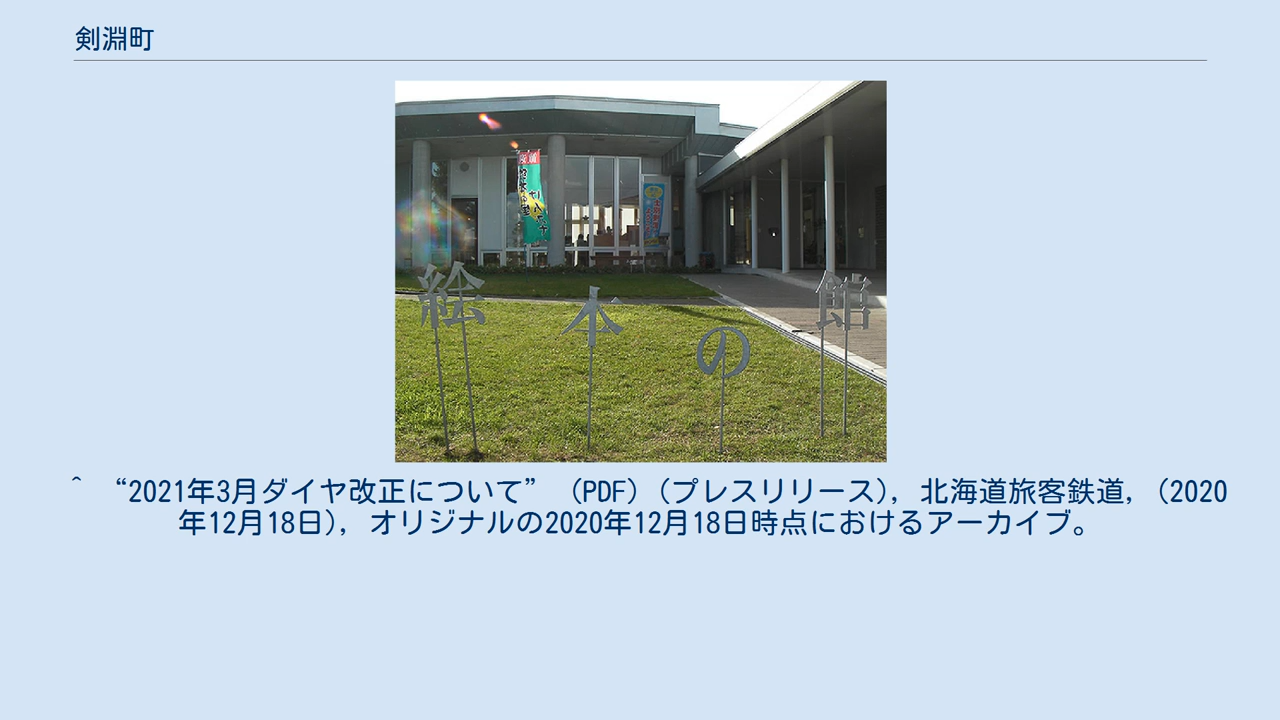 剣淵町
絵本の館
^ “2021年3月ダイヤ改正について” (PDF) (プレスリリース), 北海道旅客鉄道, (2020
年12月18日), オリジナルの2020年12月18日時点におけるアーカイブ。